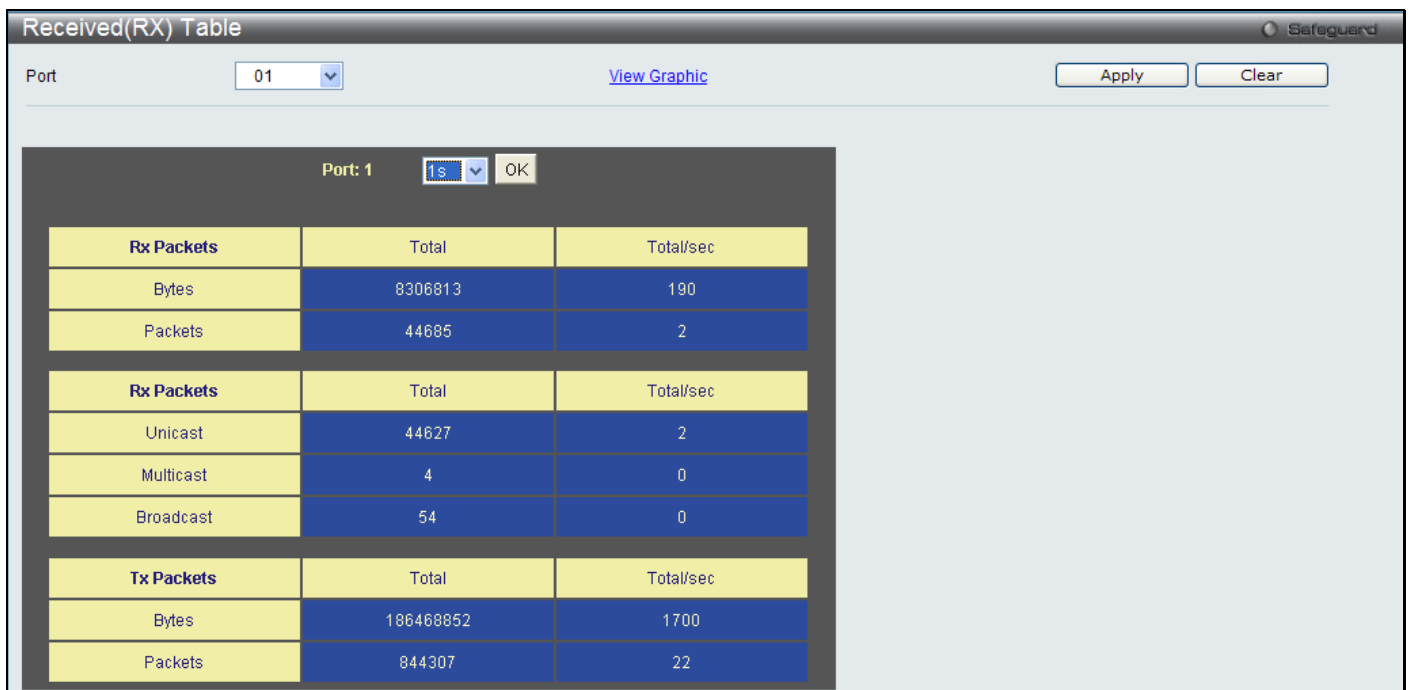 Received(RX) Table Safeguard
Port 01 View Graphic Apply Clear
Port: 1 1s OK
Rx Packets Total Total/sec
Bytes 8306813 190
Packets 44685 2
Rx Packets Total Total/sec
Unicast 44627 2
Multicast 4 0
Broadcast 54 0
Tx Packets Total Total/sec
Bytes 186468852 1700
Packets 844307 22